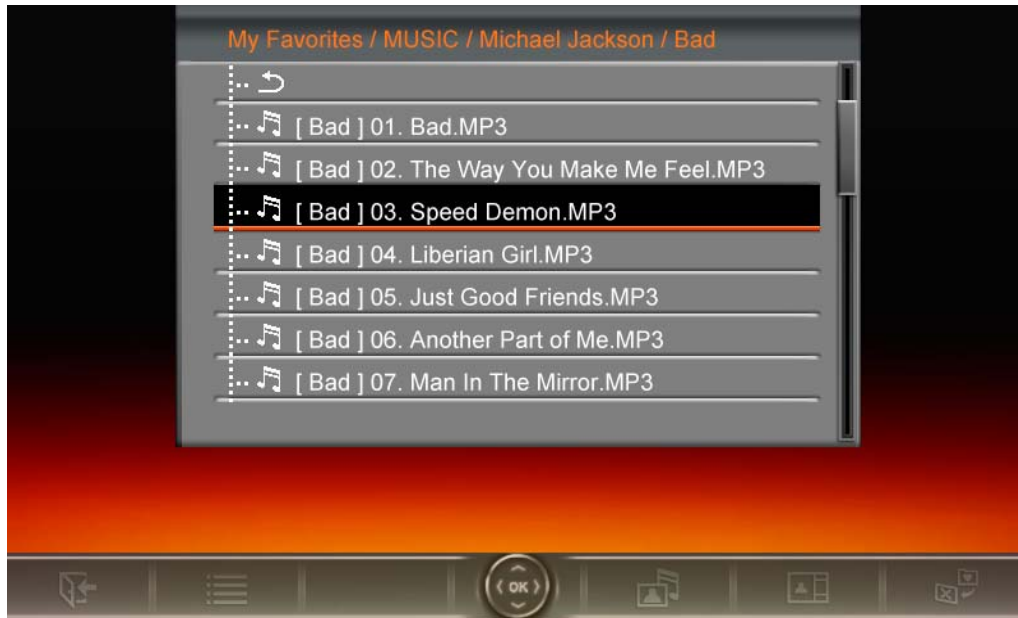 My Favorites / MUSIC / Michael Jackson / Bad
[ Bad ] 01. Bad.MP3
[ Bad ] 02. The Way You Make Me Feel.MP3
[ Bad ] 03. Speed Demon.MP3
[ Bad ] 04. Liberian Girl.MP3
[ Bad ] 05. Just Good Friends.MP3
[ Bad ] 06. Another Part of Me.MP3
[ Bad ] 07. Man In The Mirror.MP3
OK